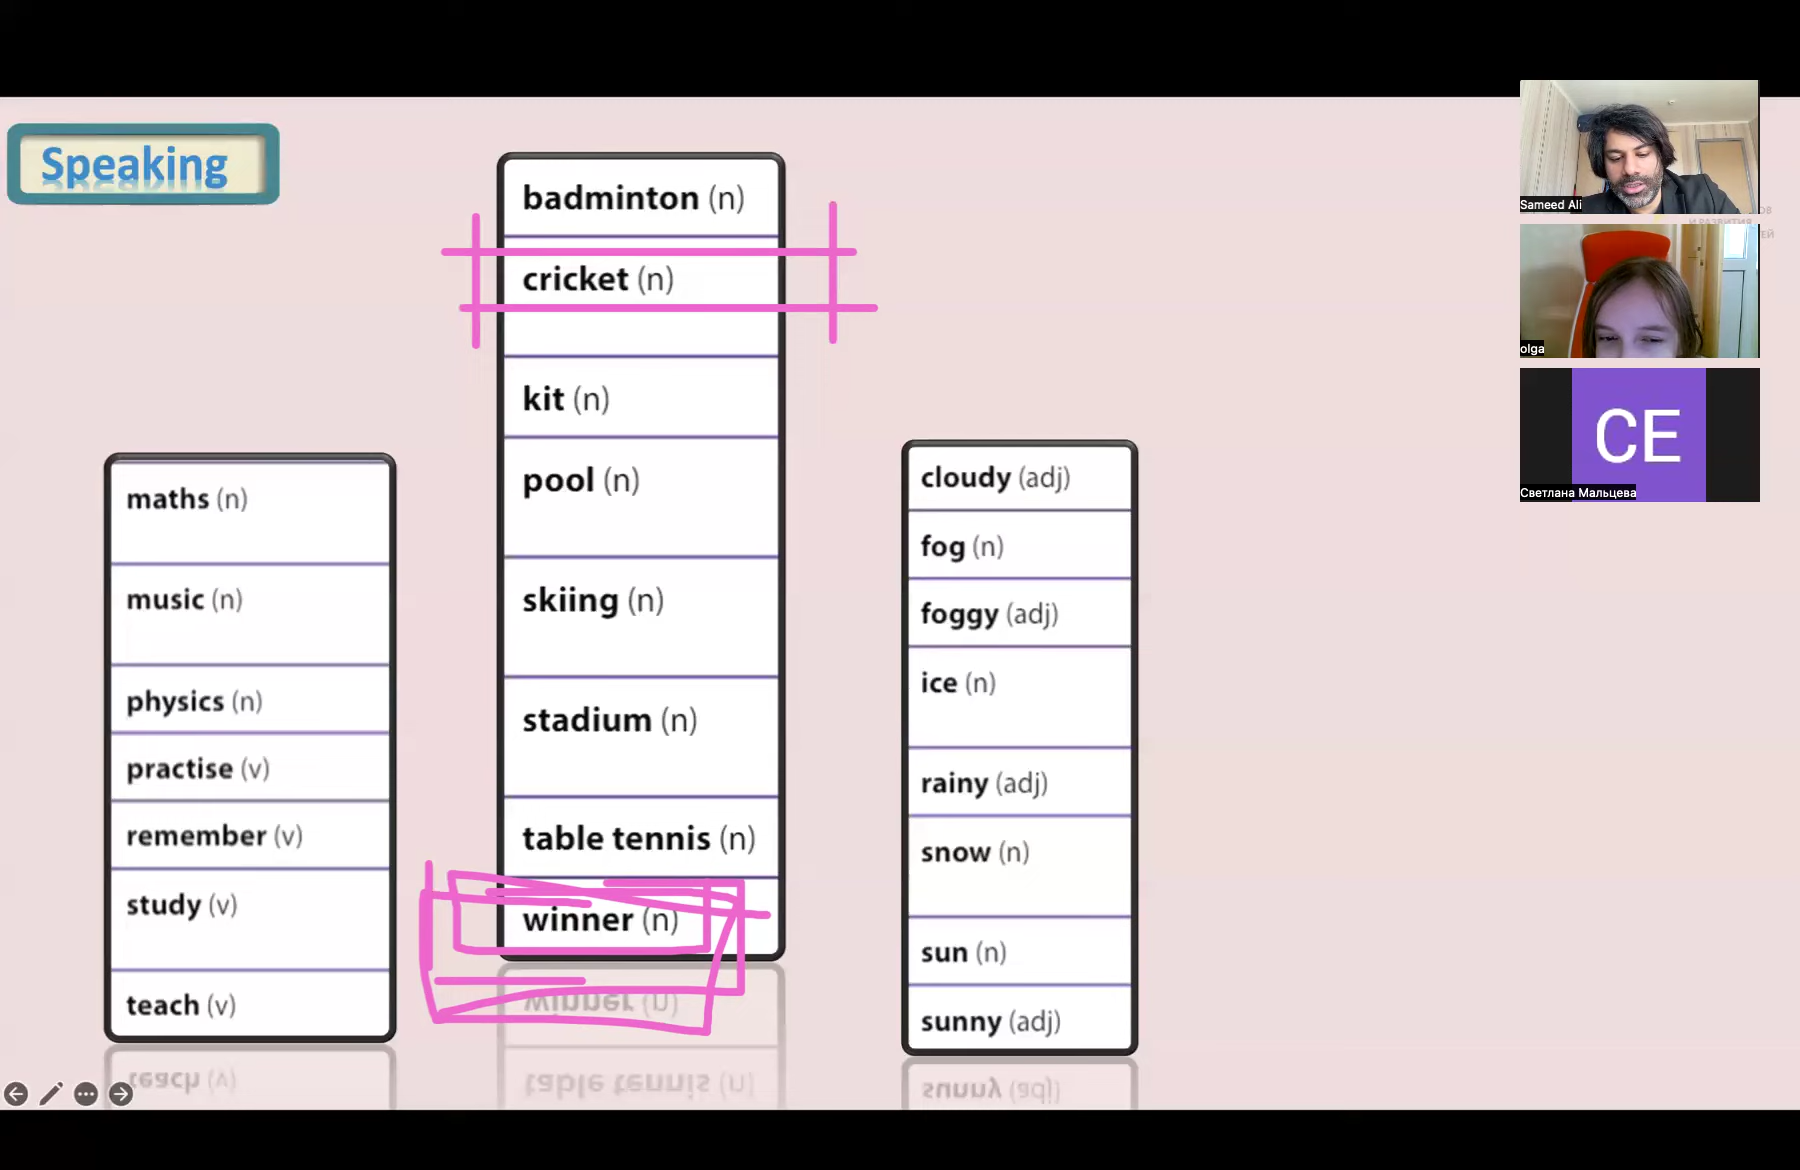 Speaking
maths (n)
music (n)
physics (n)
practise (v)
remember (v)
study (v)
teach (v)
badminton (n)
cricket (n)
kit (n)
pool (n)
skiing (n)
stadium (n)
table tennis (n)
winner (n)
cloudy (adj)
fog (n)
foggy (adj)
ice (n)
rainy (adj)
snow (n)
sun (n)
sunny (adj)
Sameed Ali
И РАЗВИТИЯ
olga
CE
Светлана Мальцева